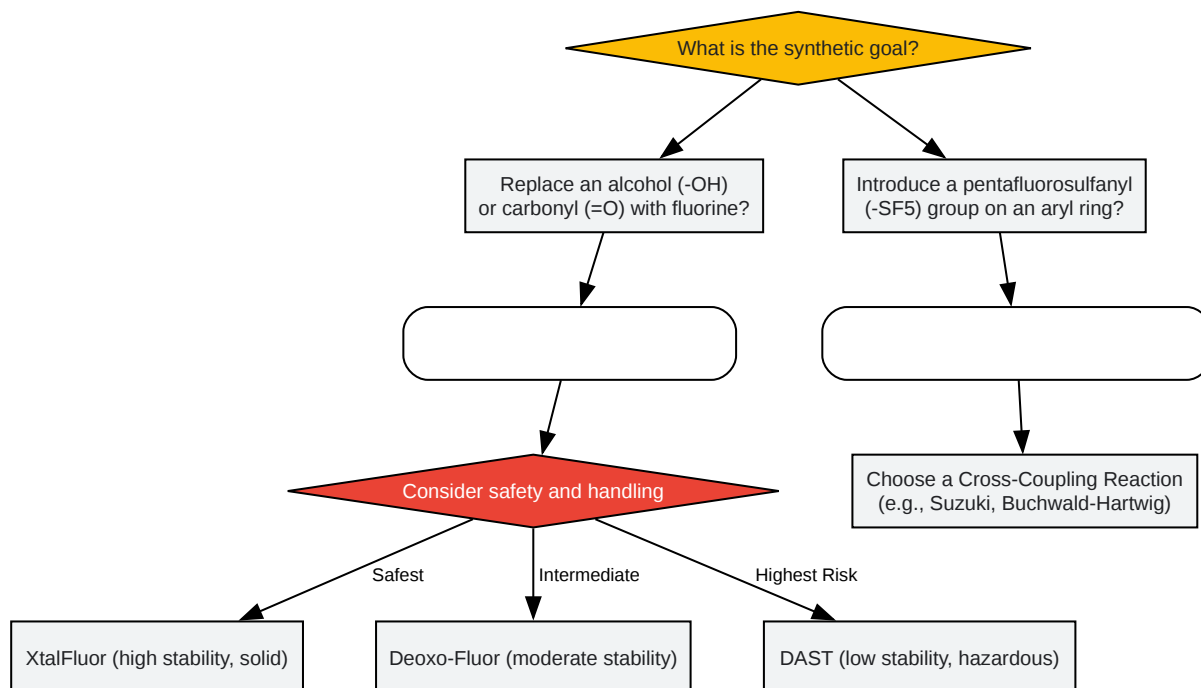 What is the synthetic goal?
Replace an alcohol (-OH)
or carbonyl (=O) with fluorine?
Introduce a pentafluorosulfanyl
(-SF5) group on an aryl ring?
Consider safety and handling
Choose a Cross-Coupling Reaction
(e.g., Suzuki, Buchwald-Hartwig)
Safest
Intermediate
Highest Risk
XtalFluor (high stability, solid)
Deoxo-Fluor (moderate stability)
DAST (low stability, hazardous)